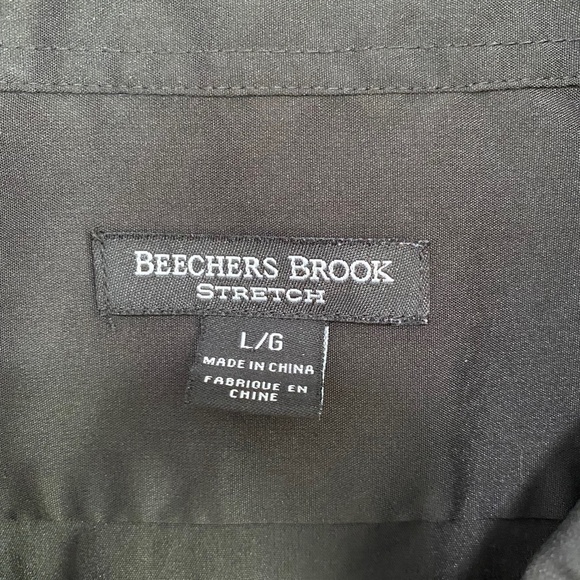 BEECHERS BROOK
STRETCH
L/G
MADE IN CHINA
FABRIQUE EN
CHINE